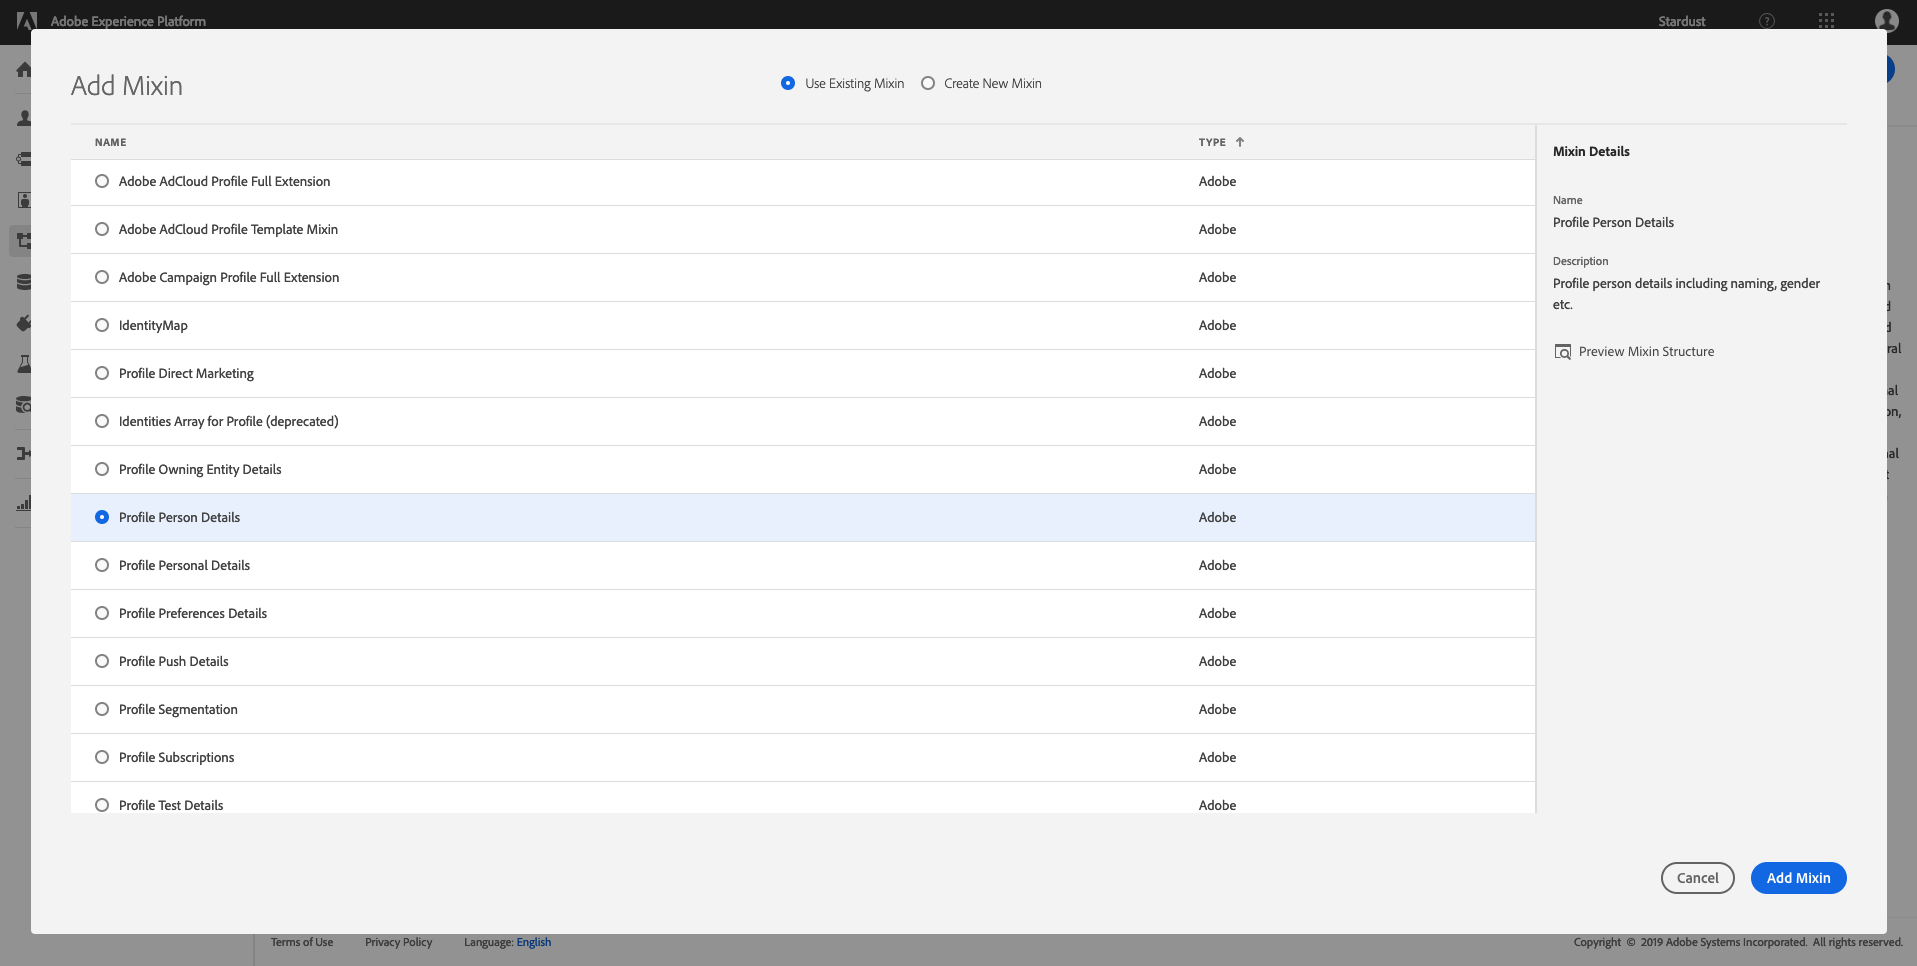 Adobe Experience Platform
Stardust
Add Mixin
Use Existing Mixin
Create New Mixin
NAME
TYPE
Adobe AdCloud Profile Full Extension
Adobe
Adobe AdCloud Profile Template Mixin
Adobe
Adobe Campaign Profile Full Extension
Adobe
IdentityMap
Adobe
Profile Direct Marketing
Adobe
Identities Array for Profile (deprecated)
Adobe
Profile Owning Entity Details
Adobe
Profile Person Details
Adobe
Profile Personal Details
Adobe
Profile Preferences Details
Adobe
Profile Push Details
Adobe
Profile Segmentation
Adobe
Profile Subscriptions
Adobe
Profile Test Details
Adobe
Mixin Details
Name
Profile Person Details
Description
Profile person details including naming, gender
etc.
Preview Mixin Structure
Cancel
Add Mixin
Terms of Use
Privacy Policy
Language: English
Copyright © 2019 Adobe Systems Incorporated. All rights reserved.